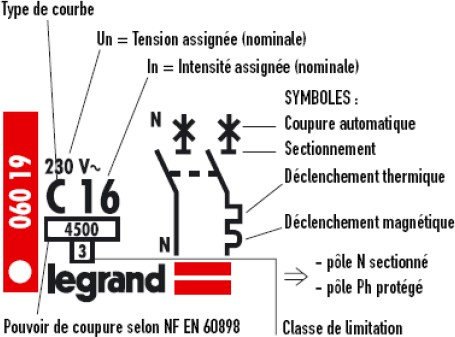 Type de courbe
Un = Tension assignée (nominale)
In = Intensité assignée (nominale)
SYMBOLES :
Coupure automatique
Sectionnement
Déclenchement thermique
Déclenchement magnétique
N
060 19
230 V~
C 16
4500
3
N
legrand
- pôle N sectionné
- pôle Ph protégé
Pouvoir de coupure selon NF EN 60898
Classe de limitation